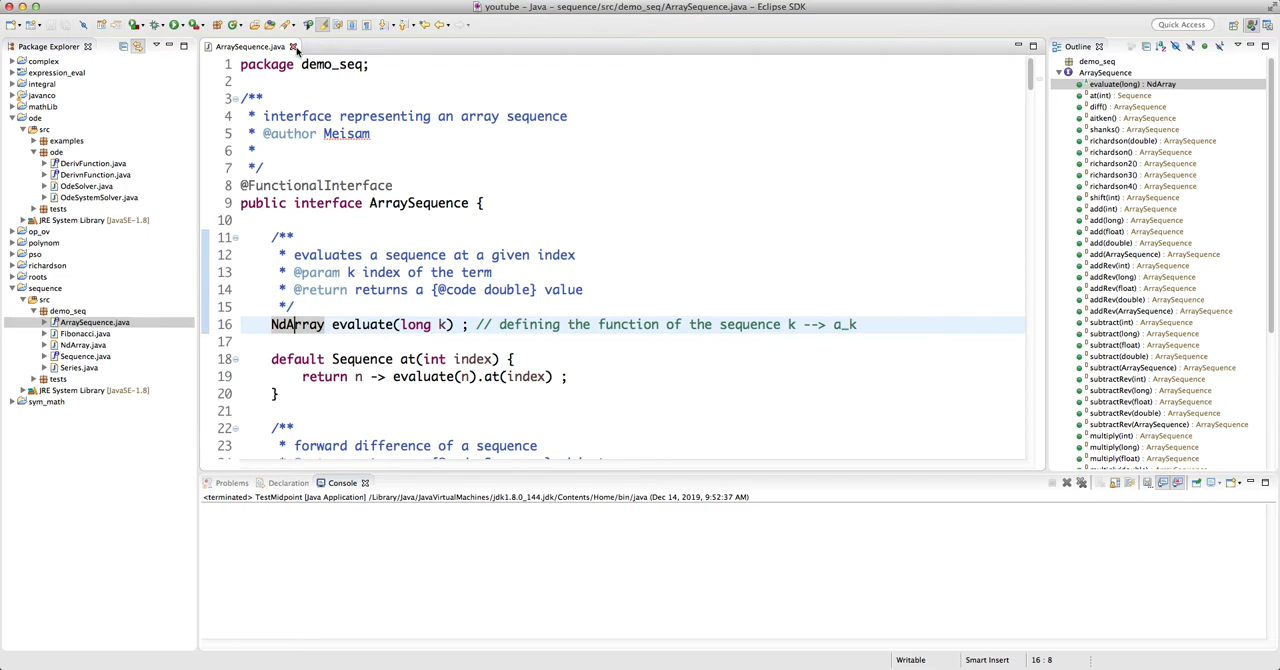 youtube - Java - sequence/src/demo_seq/ArraySequence.java - Eclipse SDK
Quick Access
Package Explorer
complex
expression_eval
integral
javanco
mathLib
ode
src
examples
ode
DerivFunction.java
DerivnFunction.java
OdeSolver.java
OdeSystemSolver.java
tests
JRE System Library [JavaSE-1.8]
op_ov
polynom
pso
richardson
roots
sequence
src
demo_seq
ArraySequence.java
Fibonacci.java
NdArray.java
Sequence.java
Series.java
tests
JRE System Library [JavaSE-1.8]
sym_math
ArraySequence.java
1 package demo_seq;
2
3 /**
4 * interface representing an array sequence
5 * @author Meisam
6 *
7 */
8 @FunctionalInterface
9 public interface ArraySequence {
10
11 /**
12 * evaluates a sequence at a given index
13 * @param k index of the term
14 * @return returns a {@code double} value
15 */
16 NdArray evaluate(long k) ; // defining the function of the sequence k --> a_k
17
18 default Sequence at(int index) {
19 return n -> evaluate(n).at(index) ;
20 }
21
22 /**
23 * forward difference of a sequence
Outline
demo_seq
ArraySequence
evaluate(long) : NdArray
at(int) : Sequence
diff() : ArraySequence
aitken() : ArraySequence
shanks() : ArraySequence
richardson(double) : ArraySequence
richardson() : ArraySequence
richardson2() : ArraySequence
richardson3() : ArraySequence
richardson4() : ArraySequence
shift(int) : ArraySequence
add(int) : ArraySequence
add(long) : ArraySequence
add(float) : ArraySequence
add(double) : ArraySequence
add(ArraySequence) : ArraySequence
addRev(int) : ArraySequence
addRev(long) : ArraySequence
addRev(float) : ArraySequence
addRev(double) : ArraySequence
subtract(int) : ArraySequence
subtract(long) : ArraySequence
subtract(float) : ArraySequence
subtract(double) : ArraySequence
subtract(ArraySequence) : ArraySequence
subtractRev(int) : ArraySequence
subtractRev(long) : ArraySequence
subtractRev(float) : ArraySequence
subtractRev(double) : ArraySequence
subtractRev(ArraySequence) : ArraySequence
multiply(int) : ArraySequence
multiply(long) : ArraySequence
multiply(float) : ArraySequence
Problems Declaration Console
<terminated> TestMidpoint [Java Application] /Library/Java/JavaVirtualMachines/jdk1.8.0_144.jdk/Contents/Home/bin/java (Dec 14, 2019, 9:52:37 AM)
Writable Smart Insert 16 : 8